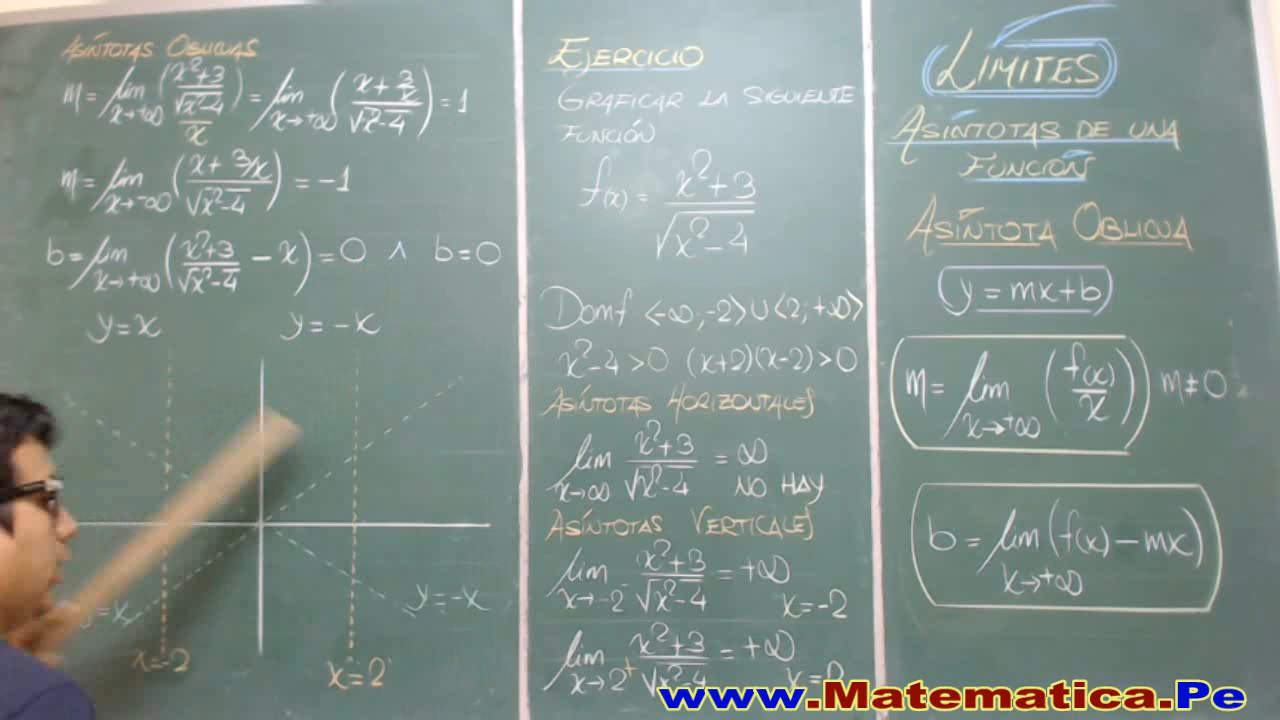 ASÍNTOTAS OBLICUAS
m = lim x→+∞ ((x²+3)/√(x²-4) / x) = lim x→+∞ ((x + 3/x)/√(x²-4)) = 1
m = lim x→-∞ ((x + 3/x)/√(x²-4)) = -1
b = lim x→+∞ ((x²+3)/√(x²-4) - x) = 0 ∧ b = 0
y = x y = -x
y = x
y = -x
x = -2
x = 2
EJERCICIO
GRAFICAR LA SIGUIENTE
FUNCIÓN
f(x) = (x²+3)/√(x²-4)
Domf <-∞,-2> U <2; +∞>
x²-4 > 0 (x+2)(x-2) > 0
ASÍNTOTAS HORIZONTALES
lim x→∞ (x²+3)/√(x²-4) = ∞
NO HAY
ASÍNTOTAS VERTICALES
lim x→-2⁻ (x²+3)/√(x²-4) = +∞
x = -2
lim x→2⁺ (x²+3)/√(x²-4) = +∞
x = 2
LÍMITES
ASÍNTOTAS DE UNA
FUNCIÓN
ASÍNTOTA OBLICUA
y = mx + b
m = lim x→±∞ (f(x)/x) m ≠ 0
b = lim x→±∞ (f(x) - mx)
www.Matematica.Pe